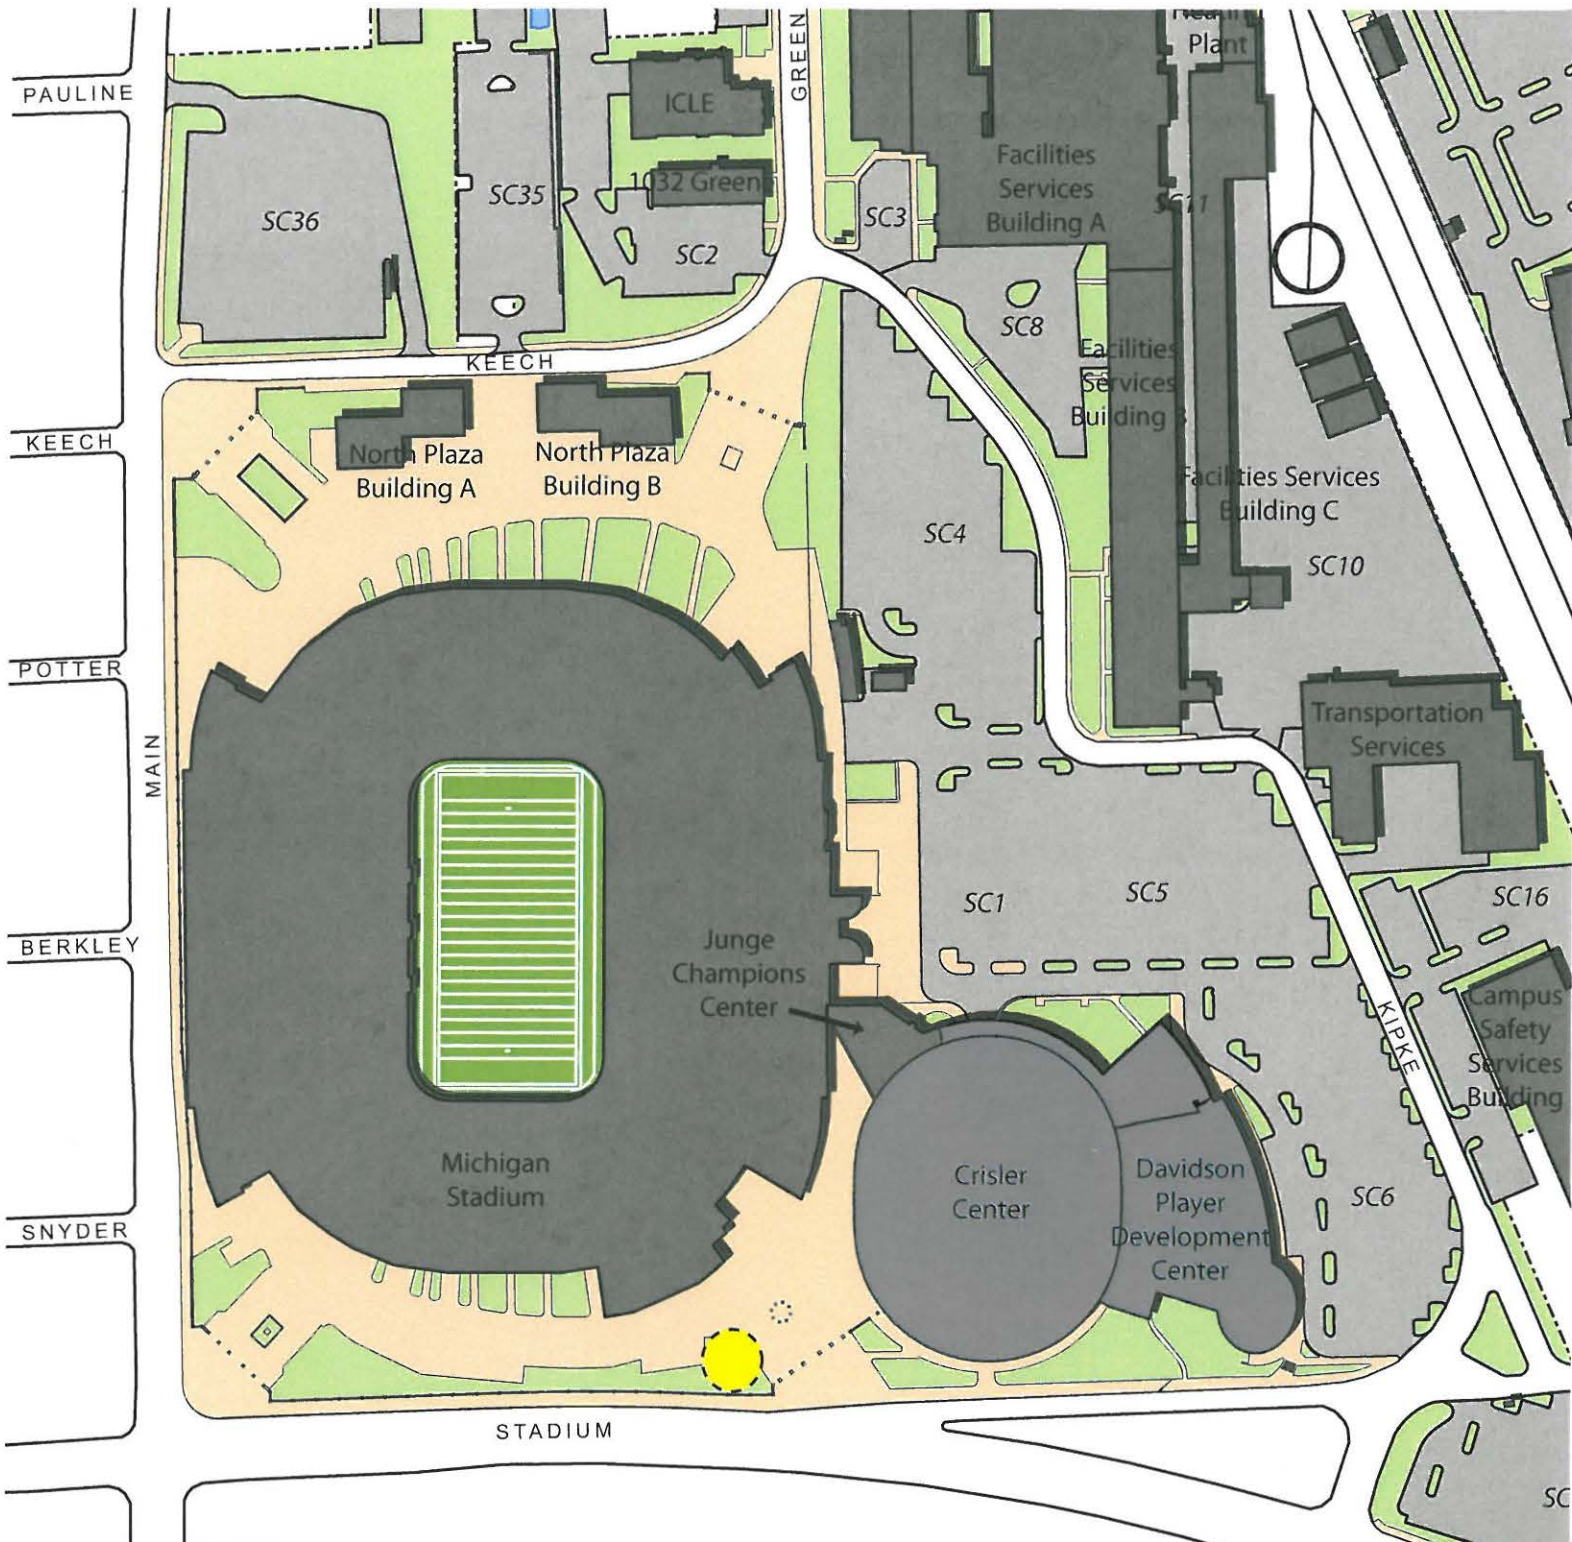 Plant
PAULINE
GREEN
ICLE
Facilities
Services
Building A
1032 Green
SC35
SC36
SC3
SC11
SC2
SC8
KEECH
Facilities
Services
Building B
KEECH
North Plaza
Building A
North Plaza
Building B
Facilities Services
Building C
SC4
SC10
POTTER
Transportation
Services
MAIN
SC1
SC5
SC16
BERKLEY
Junge
Champions
Center
KIPKE
Campus
Safety
Services
Building
Michigan
Stadium
Crisler
Center
Davidson
Player
Development
Center
SC6
SNYDER
STADIUM
SC